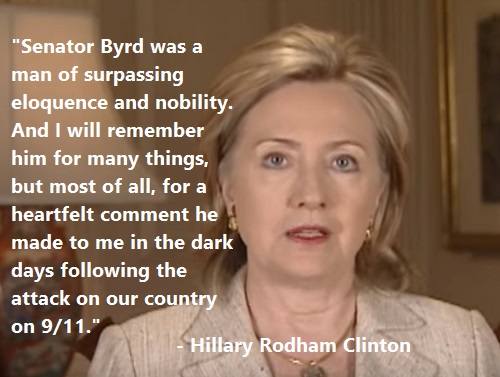 "Senator Byrd was a
man of surpassing
eloquence and nobility.
And I will remember
him for many things,
but most of all, for a
heartfelt comment he
made to me in the dark
days following the
attack on our country
on 9/11."
- Hillary Rodham Clinton